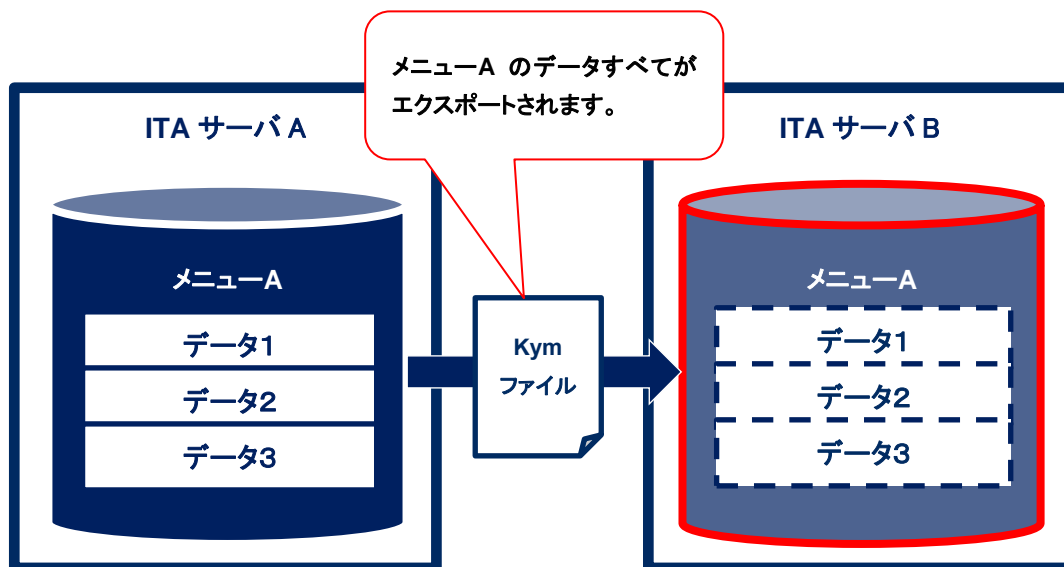 メニューA のデータすべてが
エクスポートされます。
ITA サーバ A
ITA サーバ B
メニューA
データ1
データ2
データ3
Kym
ファイル
メニューA
データ1
データ2
データ3